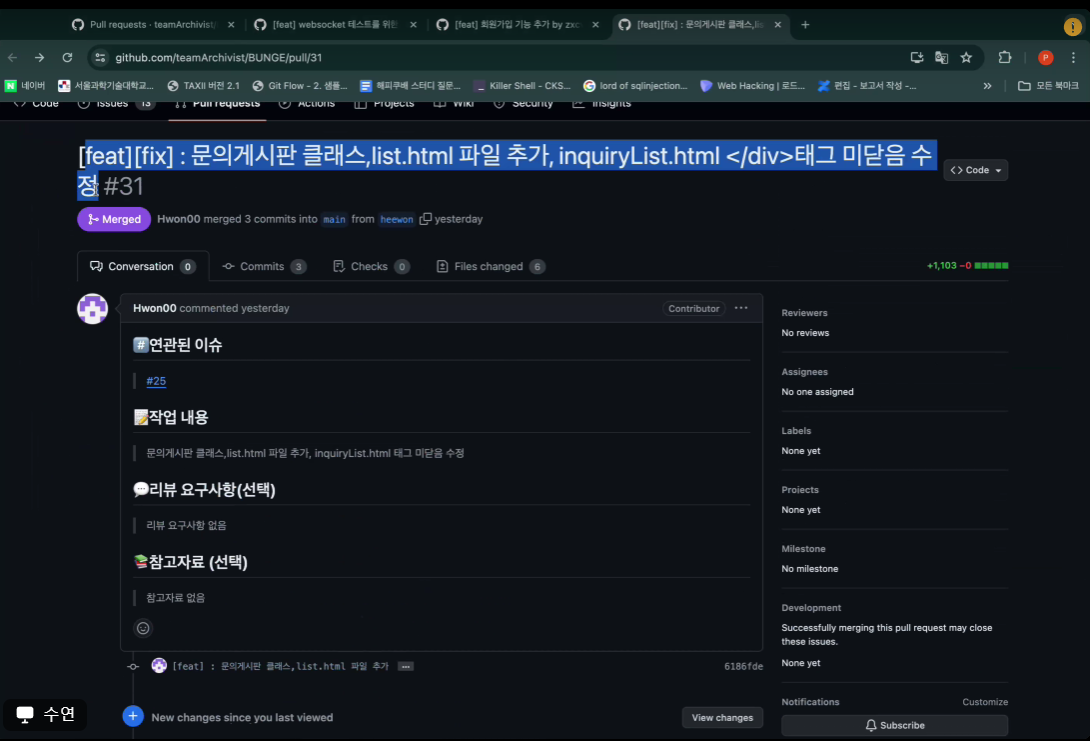 Pull requests · teamArchivist/
[feat] websocket 테스트를 위한
[feat] 회원가입 기능 추가 by zxc
[feat][fix] : 문의게시판 클래스,lis
github.com/teamArchivist/BUNGE/pull/31
P
네이버
서울과학기술대학교...
TAXII 버전 2.1
Git Flow - 2. 샘플...
해피쿠베 스터디 질문...
Killer Shell - CKS...
lord of sqlinjection...
Web Hacking | 로드...
편집 - 보고서 작성 -...
»
모든 북마크
Code
Issues 13
Pull requests
Actions
Projects
Wiki
Security
Insights
[feat][fix] : 문의게시판 클래스,list.html 파일 추가, inquiryList.html </div>태그 미닫음 수
정 #31
<> Code
Merged
Hwon00 merged 3 commits into main from heewon yesterday
Conversation 0
Commits 3
Checks 0
Files changed 6
+1,103 −0
Hwon00 commented yesterday
Contributor
#️⃣연관된 이슈
#25
📝작업 내용
문의게시판 클래스,list.html 파일 추가, inquiryList.html 태그 미닫음 수정
💬리뷰 요구사항(선택)
리뷰 요구사항 없음
📚참고자료 (선택)
참고자료 없음
[feat] : 문의게시판 클래스,list.html 파일 추가 ...
6186fde
New changes since you last viewed
View changes
Reviewers
No reviews
Assignees
No one assigned
Labels
None yet
Projects
None yet
Milestone
No milestone
Development
Successfully merging this pull request may close
these issues.
None yet
Notifications
Customize
Subscribe
수연